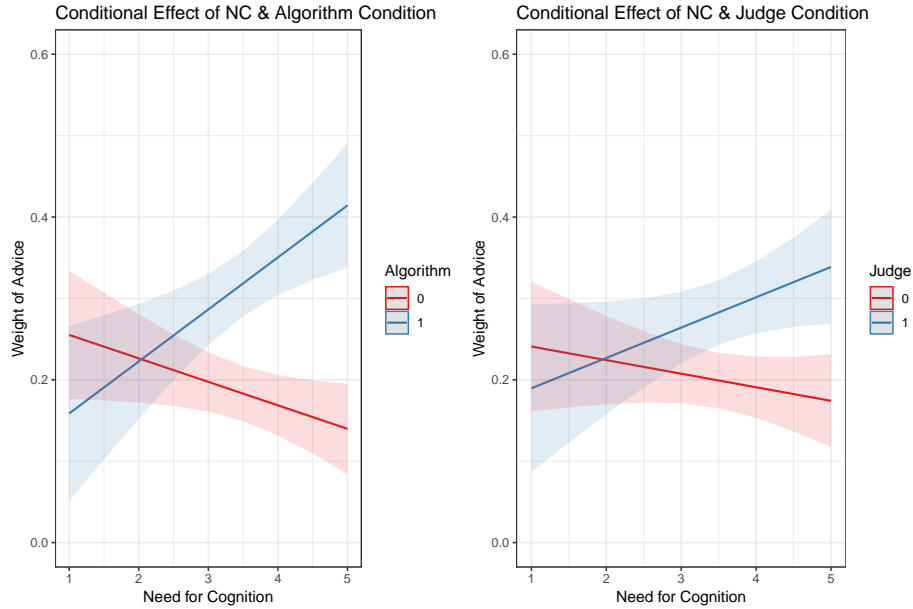 Conditional Effect of NC & Algorithm Condition
0.6
0.4
0.2
0.0
Weight of Advice
1 2 3 4 5
Need for Cognition
Algorithm
0
1
Conditional Effect of NC & Judge Condition
0.6
0.4
0.2
0.0
Weight of Advice
1 2 3 4 5
Need for Cognition
Judge
0
1